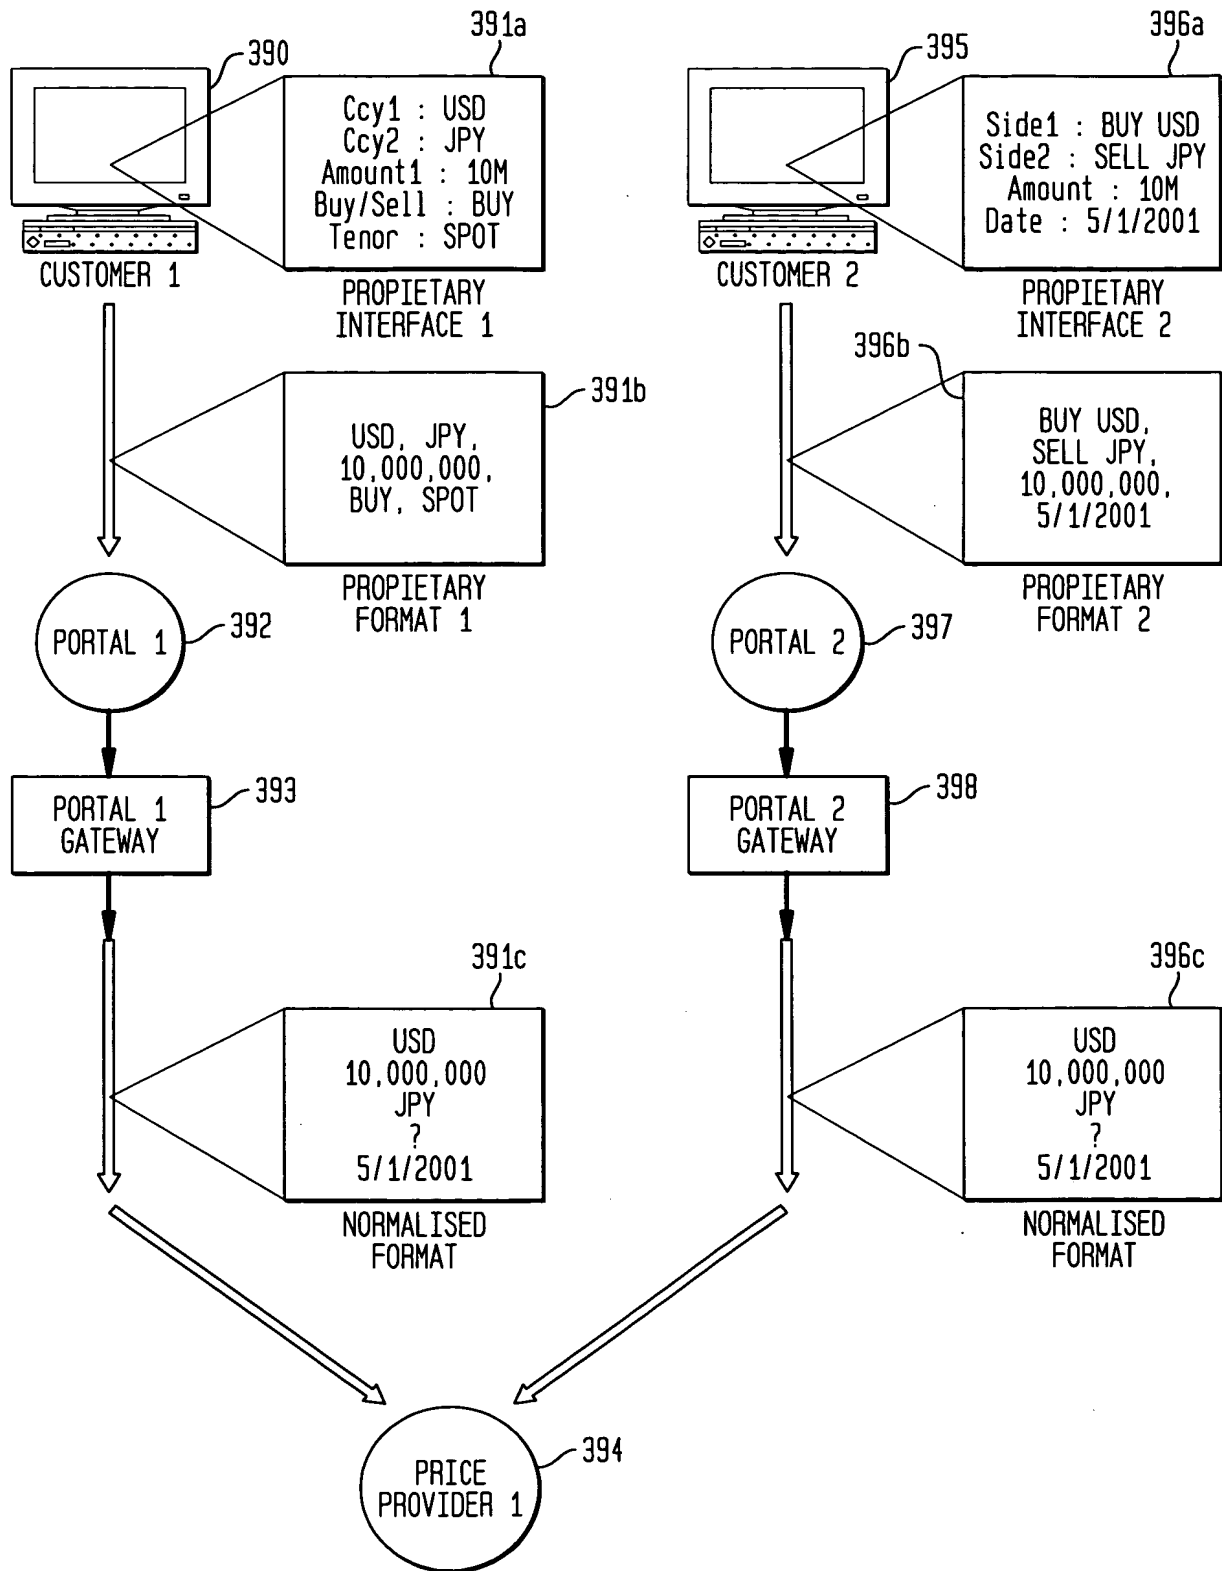 390
391a
Ccy1 : USD
Ccy2 : JPY
Amount1 : 10M
Buy/Sell : BUY
Tenor : SPOT
CUSTOMER 1
PROPIETARY
INTERFACE 1
395
396a
Side1 : BUY USD
Side2 : SELL JPY
Amount : 10M
Date : 5/1/2001
CUSTOMER 2
PROPIETARY
INTERFACE 2
391b
USD, JPY,
10,000,000,
BUY, SPOT
PROPIETARY
FORMAT 1
396b
BUY USD,
SELL JPY,
10,000,000,
5/1/2001
PROPIETARY
FORMAT 2
PORTAL 1
392
PORTAL 2
397
PORTAL 1
GATEWAY
393
PORTAL 2
GATEWAY
398
391c
USD
10,000,000
JPY
?
5/1/2001
NORMALISED
FORMAT
396c
USD
10,000,000
JPY
?
5/1/2001
NORMALISED
FORMAT
PRICE
PROVIDER 1
394